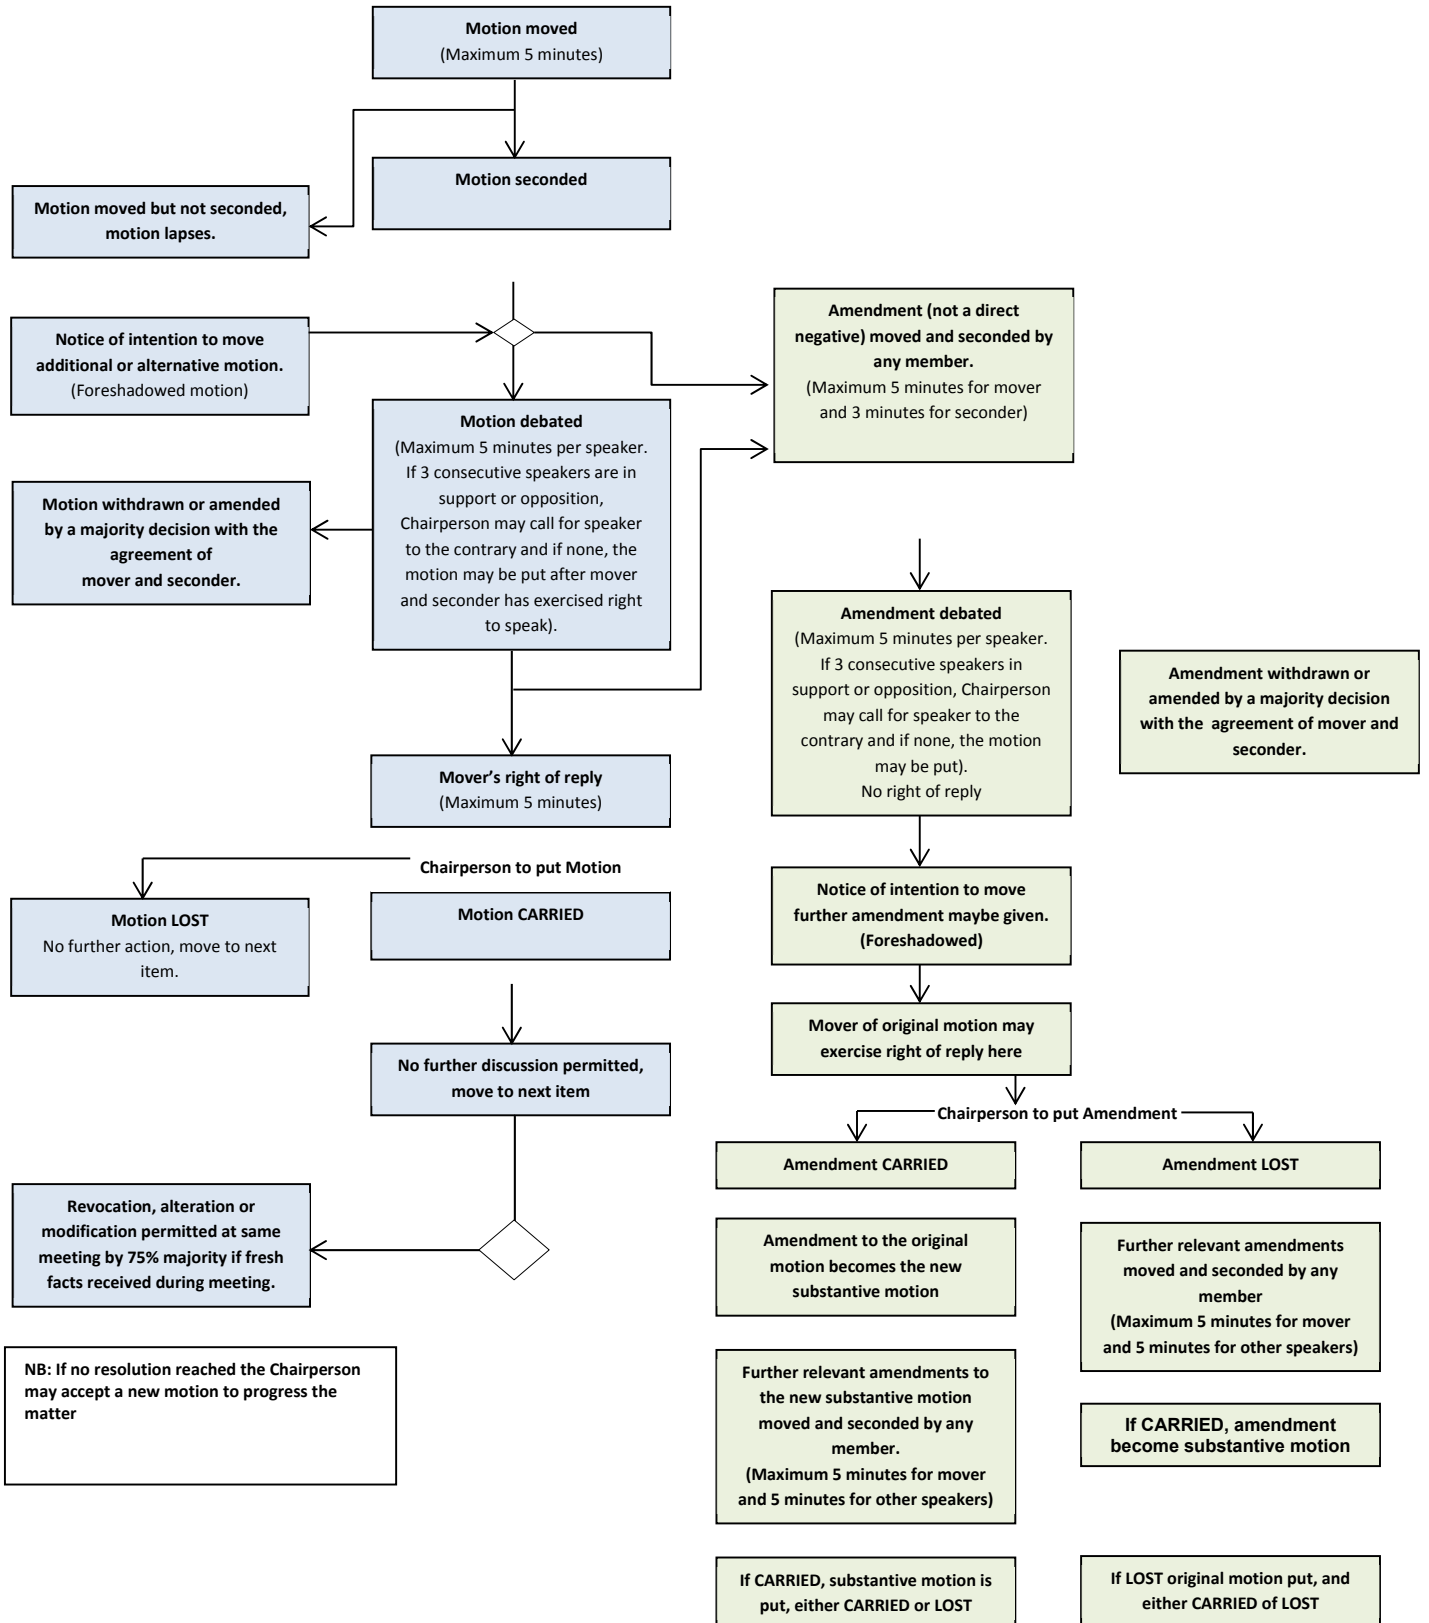 Motion moved
(Maximum 5 minutes)
Motion seconded
Motion moved but not seconded,
motion lapses.
Notice of intention to move
additional or alternative motion.
(Foreshadowed motion)
Amendment (not a direct
negative) moved and seconded by
any member.
(Maximum 5 minutes for mover
and 3 minutes for seconder)
Motion debated
(Maximum 5 minutes per speaker.
If 3 consecutive speakers are in
support or opposition,
Chairperson may call for speaker
to the contrary and if none, the
motion may be put after mover
and seconder has exercised right
to speak).
Motion withdrawn or amended
by a majority decision with the
agreement of
mover and seconder.
Amendment debated
(Maximum 5 minutes per speaker.
If 3 consecutive speakers in
support or opposition, Chairperson
may call for speaker to the
contrary and if none, the motion
may be put).
No right of reply
Amendment withdrawn or
amended by a majority decision
with the  agreement of mover and
seconder.
Mover’s right of reply
(Maximum 5 minutes)
Chairperson to put Motion
Motion LOST
No further action, move to next
item.
Motion CARRIED
Notice of intention to move
further amendment maybe given.
(Foreshadowed)
Mover of original motion may
exercise right of reply here
No further discussion permitted,
move to next item
Chairperson to put Amendment
Amendment CARRIED
Amendment LOST
Revocation, alteration or
modification permitted at same
meeting by 75% majority if fresh
facts received during meeting.
Amendment to the original
motion becomes the new
substantive motion
Further relevant amendments
moved and seconded by any
member
(Maximum 5 minutes for mover
and 5 minutes for other speakers)
NB: If no resolution reached the Chairperson
may accept a new motion to progress the
matter
Further relevant amendments to
the new substantive motion
moved and seconded by any
member.
(Maximum 5 minutes for mover
and 5 minutes for other speakers)
If CARRIED, amendment
become substantive motion
If CARRIED, substantive motion is
put, either CARRIED or LOST
If LOST original motion put, and
either CARRIED of LOST